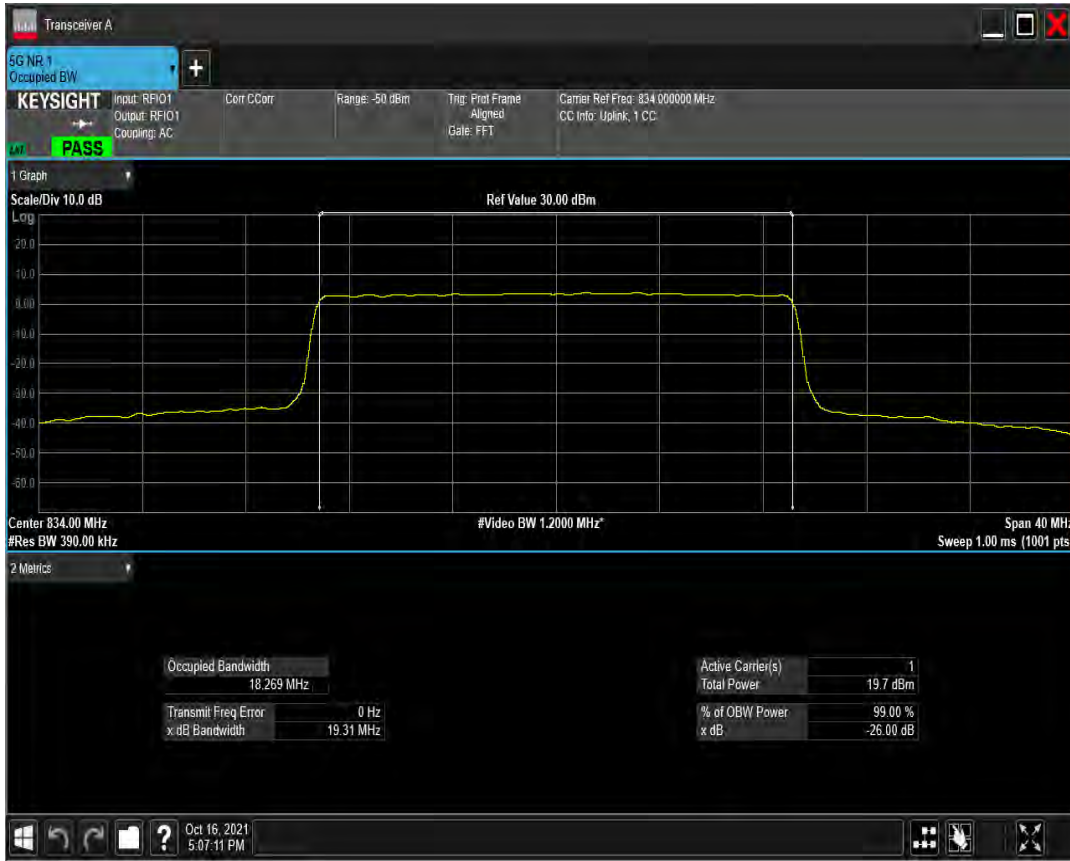 Transceiver A
5G NR 1
Occupied BW
+
KEYSIGHT
Input: RFIO1
Output: RFIO1
Coupling: AC
Corr CCorr
Range: -50 dBm
Trig: Prot Frame
Aligned
Gate: FFT
Carrier Ref Freq: 834.000000 MHz
CC Info: Uplink, 1 CC
PASS
1 Graph
Scale/Div 10.0 dB
Ref Value 30.00 dBm
Log
20.0
10.0
0.00
-10.0
-20.0
-30.0
-40.0
-50.0
-60.0
Center 834.00 MHz
#Video BW 1.2000 MHz*
Span 40 MHz
#Res BW 390.00 kHz
Sweep 1.00 ms (1001 pts
2 Metrics
Occupied Bandwidth
18.269 MHz
Transmit Freq Error 0 Hz
x dB Bandwidth 19.31 MHz
Active Carrier(s) 1
Total Power 19.7 dBm
% of OBW Power 99.00 %
x dB -26.00 dB
?
Oct 16, 2021
5:07:11 PM